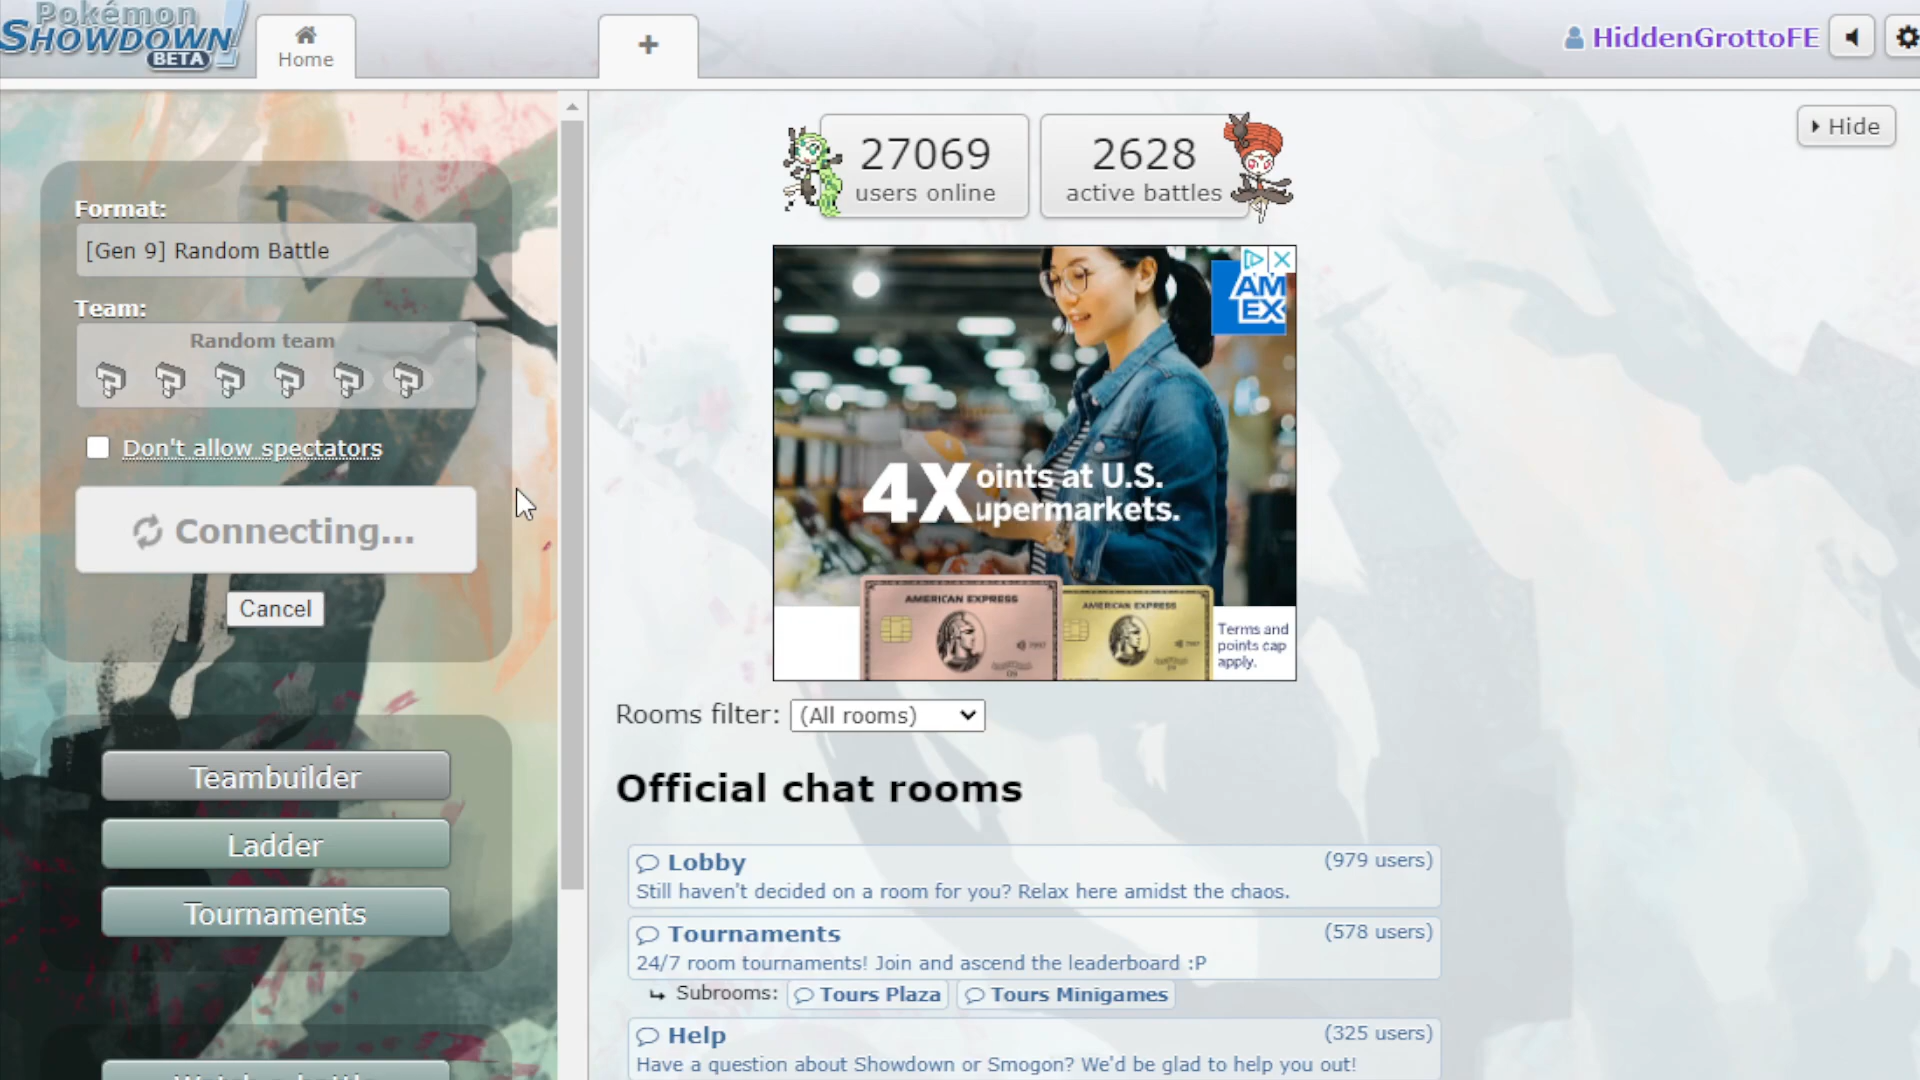 Pokémon
SHOWDOWN!
BETA
Home
HiddenGrottoFE
Hide
27069
users online
2628
active battles
Format:
[Gen 9] Random Battle
Team:
Random team
Don't allow spectators
Connecting...
Cancel
Teambuilder
Ladder
Tournaments
AM
EX
4X oints at U.S.
upermarkets.
AMERICAN EXPRESS
AMERICAN EXPRESS
Terms and
points cap
apply.
Rooms filter: (All rooms)
Official chat rooms
Lobby (979 users)
Still haven't decided on a room for you? Relax here amidst the chaos.
Tournaments (578 users)
24/7 room tournaments! Join and ascend the leaderboard :P
Subrooms: Tours Plaza Tours Minigames
Help (325 users)
Have a question about Showdown or Smogon? We'd be glad to help you out!